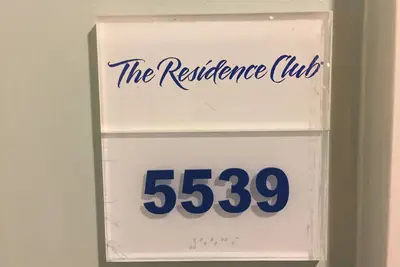 The Residence Club
5539